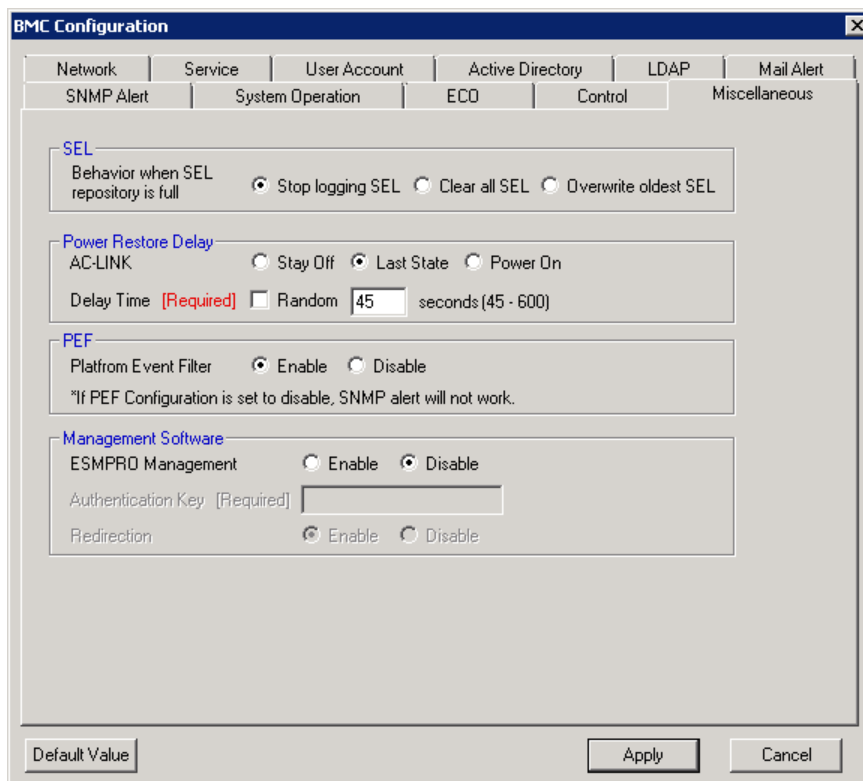 BMC Configuration
Network Service User Account Active Directory LDAP Mail Alert
SNMP Alert System Operation ECO Control Miscellaneous
SEL
Behavior when SEL
repository is full Stop logging SEL Clear all SEL Overwrite oldest SEL
Power Restore Delay
AC-LINK Stay Off Last State Power On
Delay Time [Required] Random 45 seconds (45 - 600)
PEF
Platfrom Event Filter Enable Disable
*If PEF Configuration is set to disable, SNMP alert will not work.
Management Software
ESMPRO Management Enable Disable
Authentication Key [Required]
Redirection Enable Disable
Default Value Apply Cancel